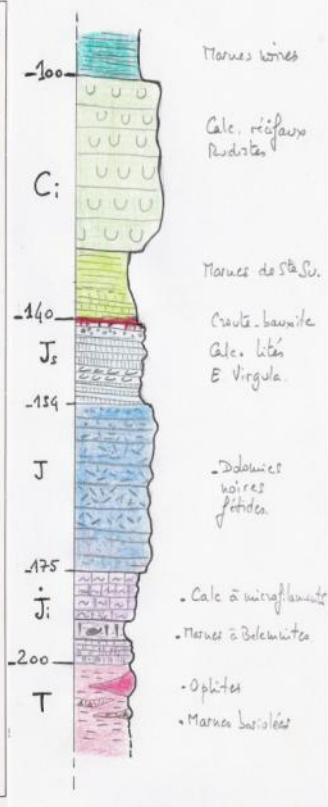 Marnes noires
-100
Calc. récifaux
Rudistes
Ci
Marnes de Ste Su.
-140
Croute-bauxite
Js
Calc. lités
E Virgula.
-154
J
- Dolomies
noires
fétides.
-175
Ji
- Calc à microfilaments
- Marnes à Belemnites
-200
- Ophites
T
- Marnes bariolées